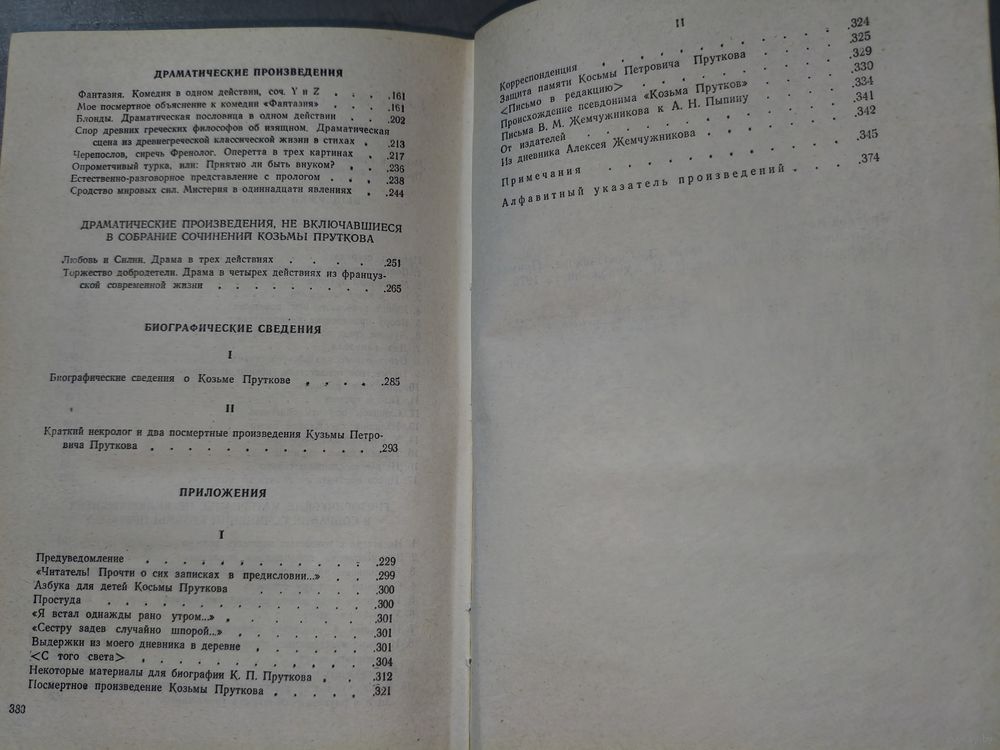 ДРАМАТИЧЕСКИЕ ПРОИЗВЕДЕНИЯ
Фантазия. Комедия в одном действии, соч. Y и Z . . . .161
Мое посмертное объяснение к комедии «Фантазия» . . .161
Блонды. Драматическая пословица в одном действии . . .202
Спор древних греческих философов об изящном. Драматическая
сцена из древнегреческой классической жизни в стихах . .213
Черепослов, сиречь Френолог. Оперетта в трех картинах . .217
Опрометчивый турка, или: Приятно ли быть внуком? . . .236
Естественно-разговорное представление с прологом . . . .238
Сродство мировых сил. Мистерия в одиннадцати явлениях . .244
ДРАМАТИЧЕСКИЕ ПРОИЗВЕДЕНИЯ, НЕ ВКЛЮЧАВШИЕСЯ
В СОБРАНИЕ СОЧИНЕНИЙ КОЗЬМЫ ПРУТКОВА
Любовь и Силин. Драма в трех действиях . . . . .251
Торжество добродетели. Драма в четырех действиях из француз-
ской современной жизни . . . . . . . .265
БИОГРАФИЧЕСКИЕ СВЕДЕНИЯ
I
Биографические сведения о Козьме Пруткове . . . .285
II
Краткий некролог и два посмертные произведения Кузьмы Петро-
вича Пруткова . . . . . . . . . . .293
ПРИЛОЖЕНИЯ
I
Предуведомление . . . . . . . . . .229
«Читатель! Прочти о сих записках в предисловии...» . . .299
Азбука для детей Косьмы Пруткова . . . . . .300
Простуда . . . . . . . . . . . .300
«Я встал однажды рано утром...» . . . . . . .301
«Сестру задев случайно шпорой...» . . . . . . .301
Выдержки из моего дневника в деревне . . . . . .301
<С того света> . . . . . . . . . . .304
Некоторые материалы для биографии К. П. Пруткова . . .312
Посмертное произведение Козьмы Пруткова . . . . .321
383
II
Корреспонденция . . . . . . . . . .324
Защита памяти Косьмы Петровича Пруткова . . . .325
<Письмо в редакцию> . . . . . . . . .329
Происхождение псевдонима «Козьма Прутков» . . . .330
Письма В. М. Жемчужникова к А. Н. Пыпину . . . .334
От издателей . . . . . . . . . . .341
Из дневника Алексея Жемчужникова . . . . . .342
Примечания . . . . . . . . . . .345
Алфавитный указатель произведений . . .374